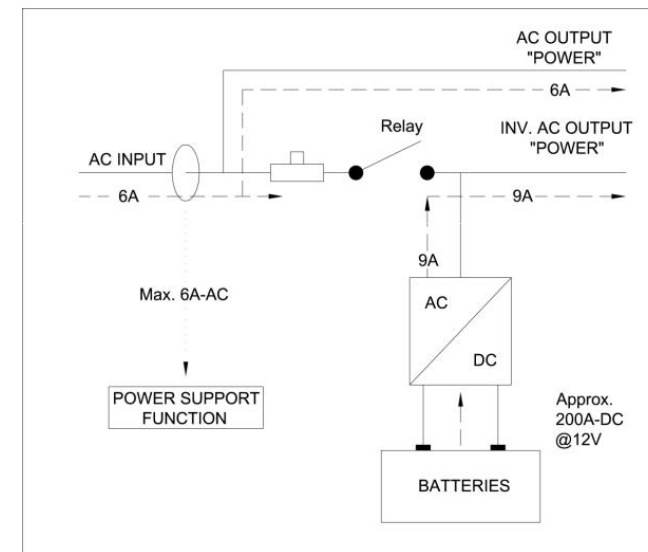 AC OUTPUT
"POWER"
6A
Relay
INV. AC OUTPUT
"POWER"
AC INPUT
6A
9A
9A
Max. 6A-AC
AC
DC
POWER SUPPORT
FUNCTION
Approx.
200A-DC
@12V
BATTERIES